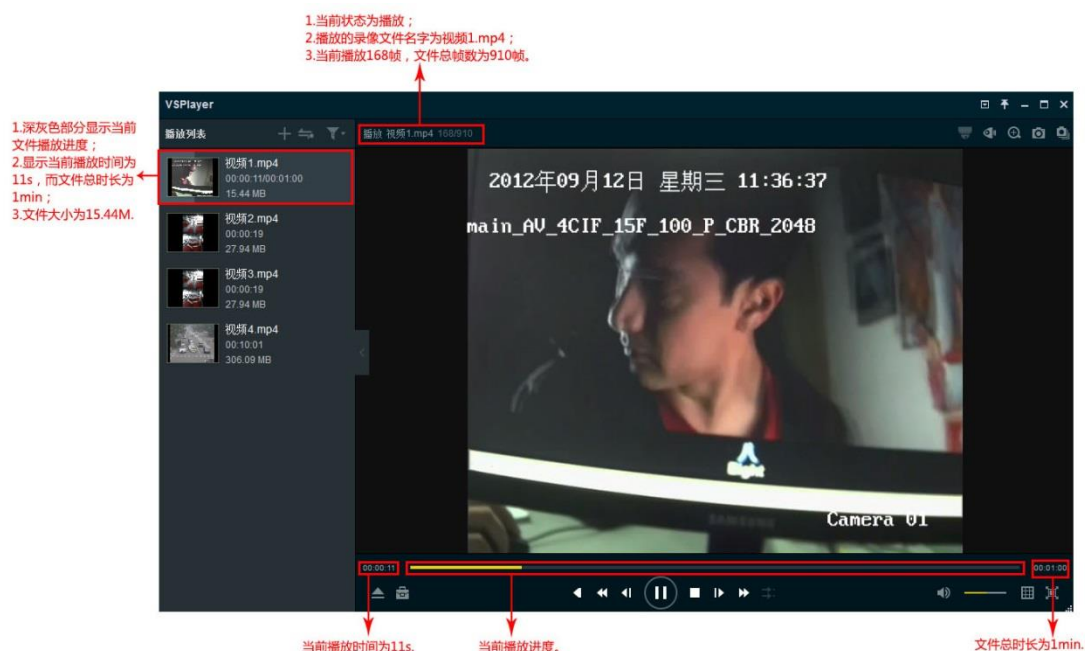 1.当前状态为播放；
2.播放的录像文件名字为视频1.mp4；
3.当前播放168帧，文件总帧数为910帧。
VSPlayer
1.深灰色部分显示当前
文件播放进度；
2.显示当前播放时间为
11s，而文件总时长为
1min；
3.文件大小为15.44M.
播放列表
播放 视频1.mp4 168/910
视频1.mp4
00:00:11/00:01:00
15.44 MB
视频2.mp4
00:00:19
27.94 MB
视频3.mp4
00:00:19
27.94 MB
视频4.mp4
00:10:01
306.09 MB
2012年09月12日 星期三 11:36:37
main_AV_4CIF_15F_100_P_CBR_2048
Right
SAMSUNG
Camera 01
00:00:11
00:01:00
当前播放时间为11s.
当前播放进度。
文件总时长为1min.